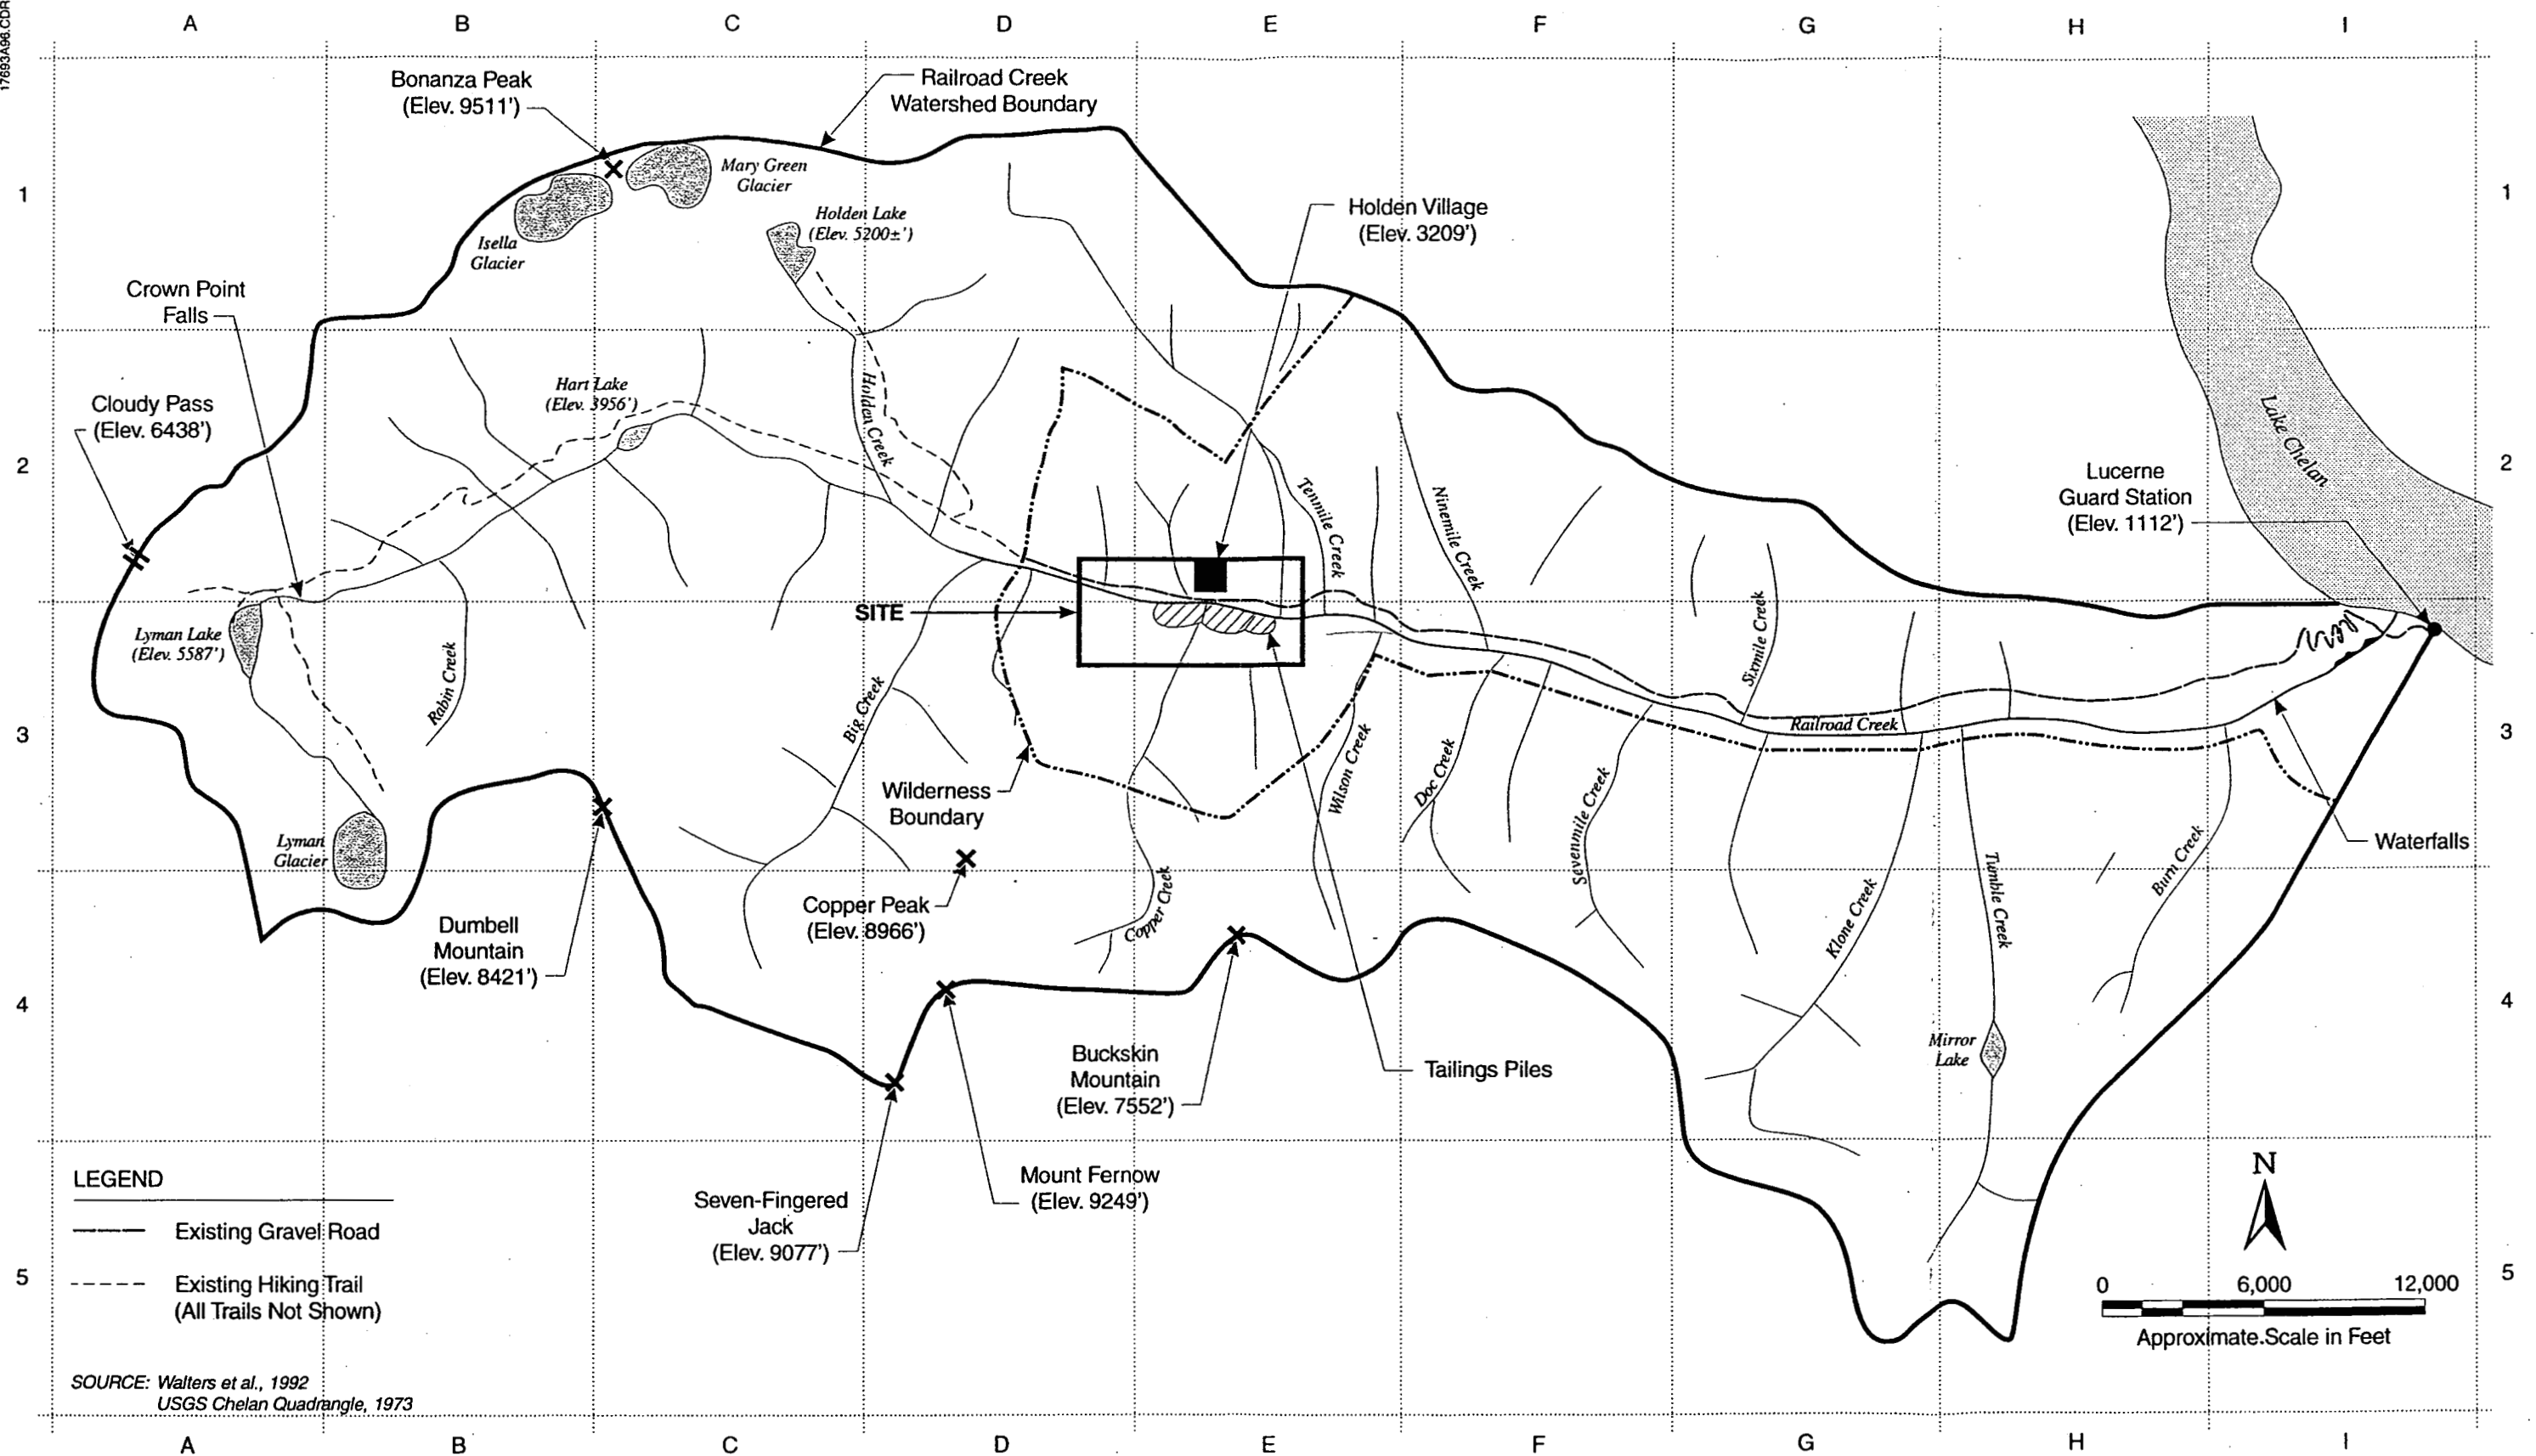 17693A96.CDR
A B C D E F G H I
Bonanza Peak
(Elev. 9511')
Railroad Creek
Watershed Boundary
Mary Green
Glacier
1
1
Holden Lake
(Elev. 5200±')
Holden Village
(Elev. 3209')
Isella
Glacier
Crown Point
Falls
Hart Lake
(Elev. 3956')
Cloudy Pass
(Elev. 6438')
Holden Creek
Lake Chelan
2
2
Lucerne
Guard Station
(Elev. 1112')
Tenmile Creek
Ninemile Creek
SITE
Lyman Lake
(Elev. 5587')
Rabin Creek
Big Creek
Sixmile Creek
Railroad Creek
3
3
Wilson Creek
Doc Creek
Sevenmile Creek
Wilderness
Boundary
Waterfalls
Lyman
Glacier
Burn Creek
Tumble Creek
Klone Creek
Copper Creek
Copper Peak
(Elev. 8966')
Dumbell
Mountain
(Elev. 8421')
4
4
Mirror
Lake
Buckskin
Mountain
(Elev. 7552')
Tailings Piles
Mount Fernow
(Elev. 9249')
Seven-Fingered
Jack
(Elev. 9077')
LEGEND
Existing Gravel Road
Existing Hiking Trail
(All Trails Not Shown)
5
5
N
0 6,000 12,000
Approximate Scale in Feet
SOURCE: Walters et al., 1992
USGS Chelan Quadrangle, 1973
A B C D E F G H I